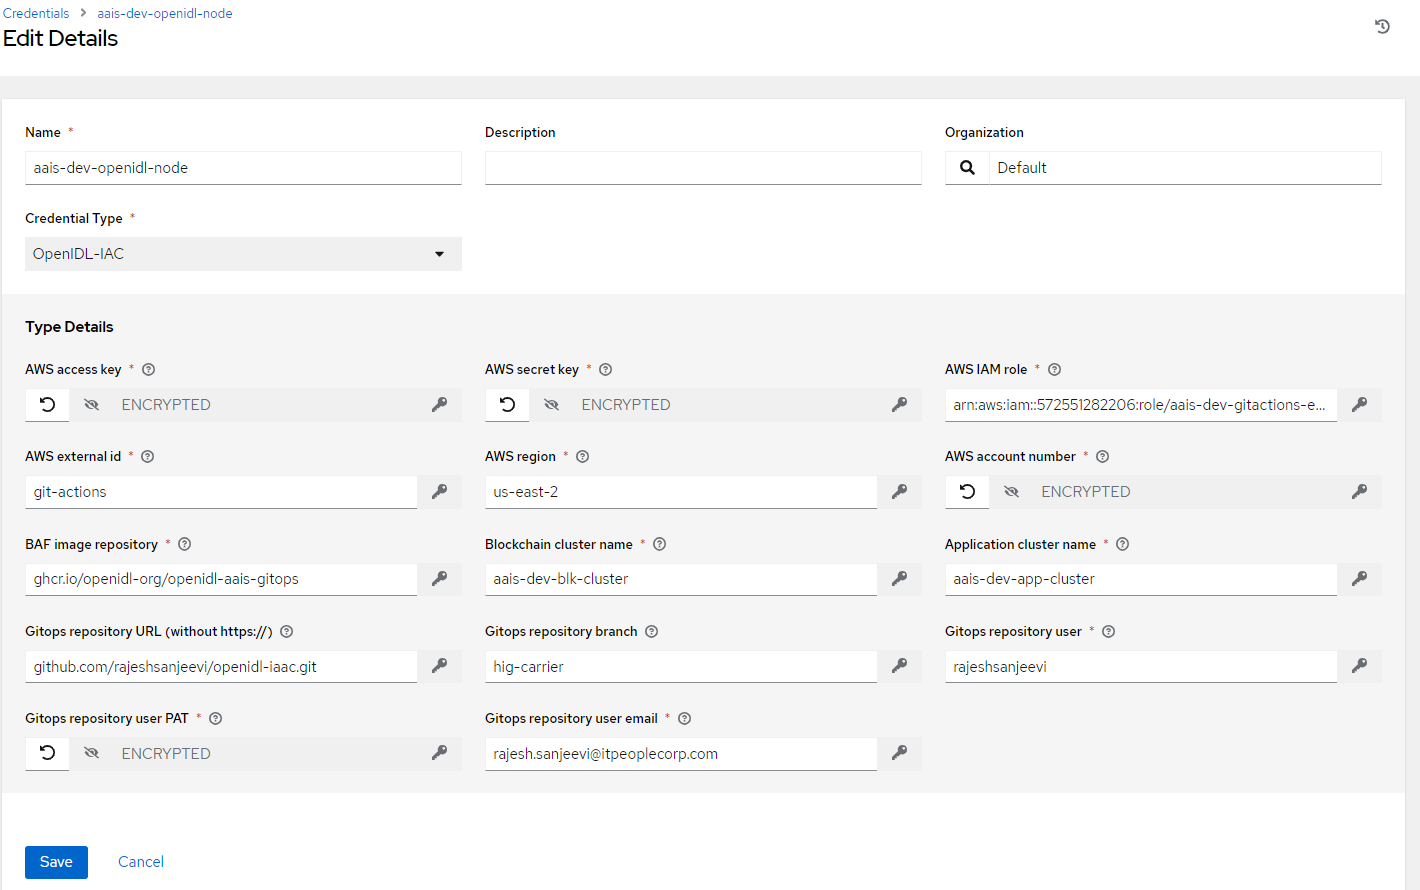 Credentials > aais-dev-openidl-node
Edit Details
Name * Description Organization
aais-dev-openidl-node Default
Credential Type *
OpenIDL-IAC
Type Details
AWS access key * AWS secret key * AWS IAM role *
ENCRYPTED ENCRYPTED arn:aws:iam::572551282206:role/aais-dev-gitactions-e...
AWS external id * AWS region * AWS account number *
git-actions us-east-2 ENCRYPTED
BAF image repository * Blockchain cluster name * Application cluster name *
ghcr.io/openidl-org/openidl-aais-gitops aais-dev-blk-cluster aais-dev-app-cluster
Gitops repository URL (without https://) Gitops repository branch Gitops repository user *
github.com/rajeshsanjeevi/openidl-iaac.git hig-carrier rajeshsanjeevi
Gitops repository user PAT * Gitops repository user email *
ENCRYPTED rajesh.sanjeevi@itpeoplecorp.com
Save Cancel